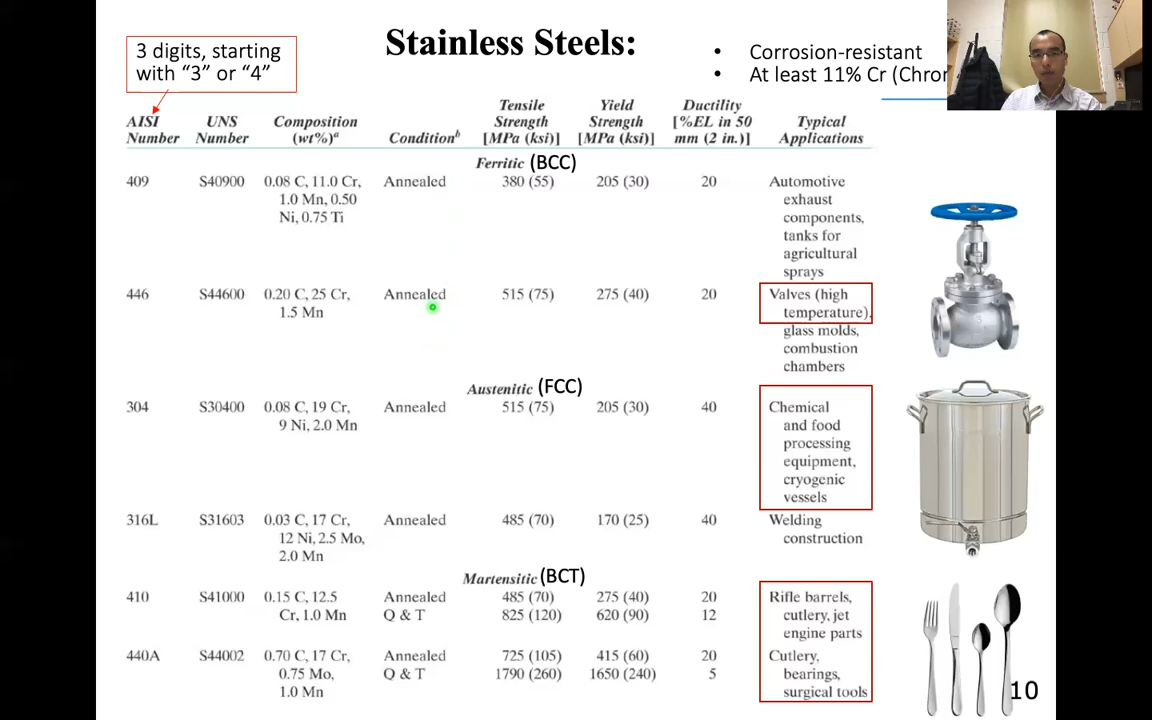 3 digits, starting
with “3” or “4”
Stainless Steels:
• Corrosion-resistant
• At least 11% Cr
AISI Number UNS Number Composition (wt%)a Conditionb Tensile Strength [MPa (ksi)] Yield Strength [MPa (ksi)] Ductility [%EL in 50 mm (2 in.)] Typical Applications
Ferritic (BCC)
409 S40900 0.08 C, 11.0 Cr, Annealed 380 (55) 205 (30) 20 Automotive
1.0 Mn, 0.50 exhaust
Ni, 0.75 Ti components,
tanks for
agricultural
sprays
446 S44600 0.20 C, 25 Cr, Annealed 515 (75) 275 (40) 20 Valves (high
1.5 Mn temperature),
glass molds,
combustion
chambers
Austenitic (FCC)
304 S30400 0.08 C, 19 Cr, Annealed 515 (75) 205 (30) 40 Chemical
9 Ni, 2.0 Mn and food
processing
equipment,
cryogenic
vessels
316L S31603 0.03 C, 17 Cr, Annealed 485 (70) 170 (25) 40 Welding
12 Ni, 2.5 Mo, construction
2.0 Mn
Martensitic (BCT)
410 S41000 0.15 C, 12.5 Annealed 485 (70) 275 (40) 20 Rifle barrels,
Cr, 1.0 Mn Q & T 825 (120) 620 (90) 12 cutlery, jet
engine parts
440A S44002 0.70 C, 17 Cr, Annealed 725 (105) 415 (60) 20 Cutlery,
0.75 Mo, Q & T 1790 (260) 1650 (240) 5 bearings,
1.0 Mn surgical tools
10